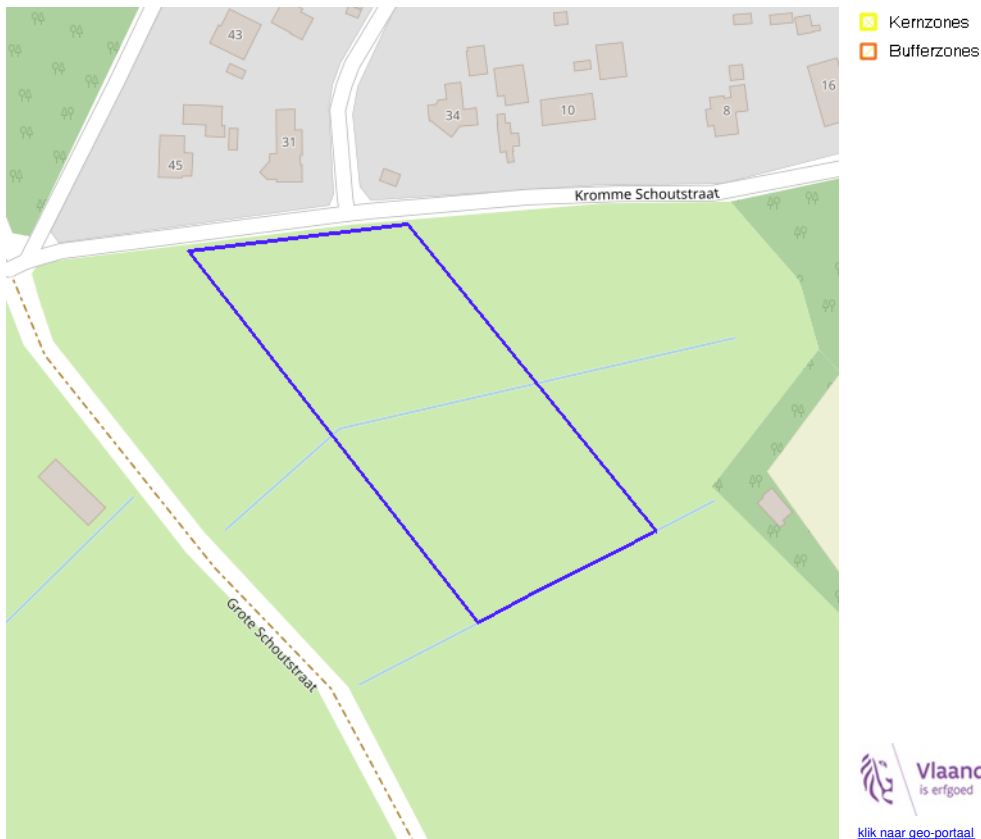 Kernzones
Bufferzones
43
34
10
8
16
31
45
Kromme Schoutstraat
Grote Schoutstraat
Vlaand
is erfgoed
klik naar geo-portaal